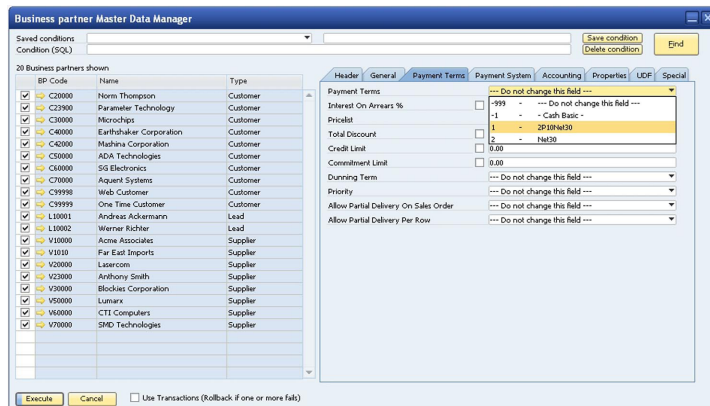 Business partner Master Data Manager
Saved conditions
Save condition
Condition (SQL)
Delete condition
Find
20 Business partners shown
BP Code Name Type
C20000 Norm Thompson Customer
C23900 Parameter Technology Customer
C30000 Microchips Customer
C40000 Earthshaker Corporation Customer
C42000 Mashina Corporation Customer
C50000 ADA Technologies Customer
C60000 SG Electronics Customer
C70000 Aquent Systems Customer
C99998 Web Customer Customer
C99999 One Time Customer Customer
L10001 Andreas Ackermann Lead
L10002 Werner Richter Lead
V10000 Acme Associates Supplier
V1010 Far East Imports Supplier
V20000 Lasercom Supplier
V23000 Anthony Smith Supplier
V30000 Blockies Corporation Supplier
V50000 Lumarx Supplier
V60000 CTI Computers Supplier
V70000 SMD Technologies Supplier
Header General Payment Terms Payment System Accounting Properties UDF Special
Payment Terms --- Do not change this field ---
-999 - --- Do not change this field ---
-1 - - Cash Basic -
1 - 2P10Net30
2 - Net30
Interest On Arrears %
Pricelist
Total Discount
Credit Limit 0.00
Commitment Limit 0.00
Dunning Term --- Do not change this field ---
Priority --- Do not change this field ---
Allow Partial Delivery On Sales Order --- Do not change this field ---
Allow Partial Delivery Per Row --- Do not change this field ---
Execute Cancel Use Transactions (Rollback if one or more fails)